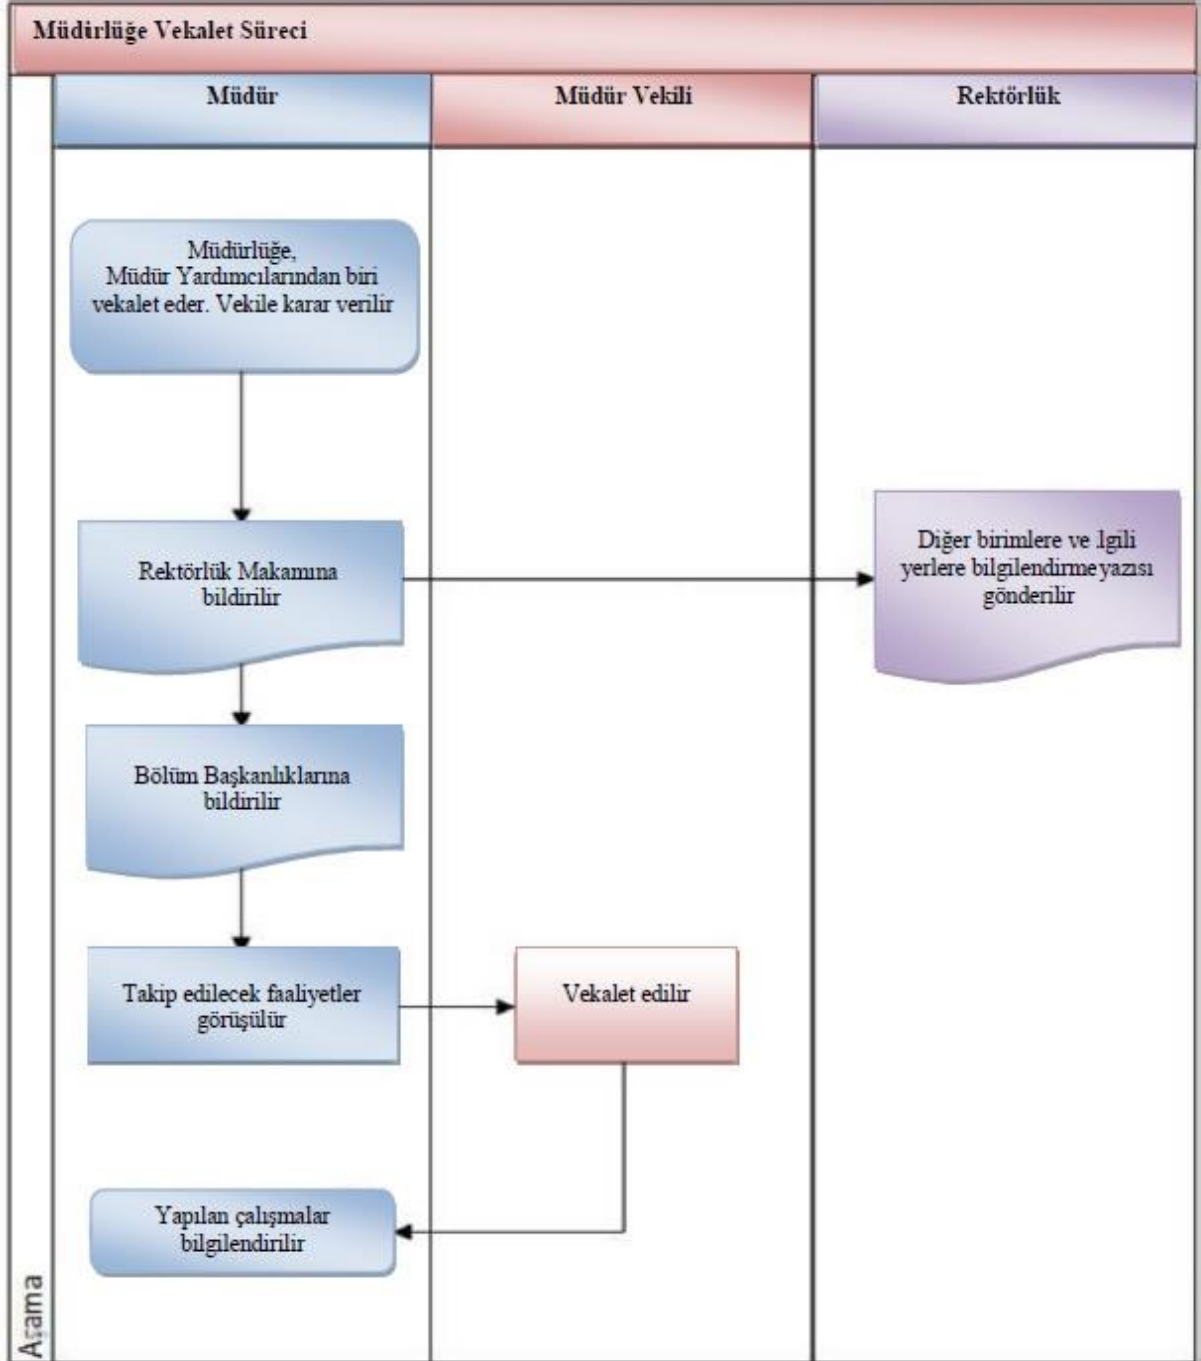 Müdürlüğe Vekalet Süreci
Müdür
Müdür Vekili
Rektörlük
Müdürlüğe,
Müdür Yardımcılarından biri
vekalet eder. Vekile karar verilir
Rektörlük Makamına
bildirilir
Diğer birimlere ve ilgili
yerlere bilgilendirme yazısı
gönderilir
Bölüm Başkanlıklarına
bildirilir
Takip edilecek faaliyetler
görüşülür
Vekalet edilir
Yapılan çalışmalar
bilgilendirilir
Aşama